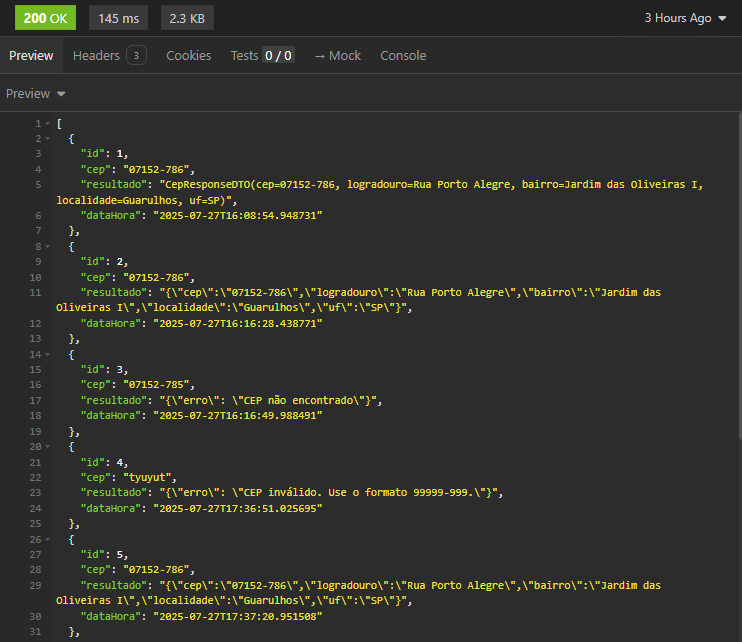 200 OK 145 ms 2.3 KB 3 Hours Ago
Preview Headers 3 Cookies Tests 0 / 0 → Mock Console
Preview
1 [
2 {
3 "id": 1,
4 "cep": "07152-786",
5 "resultado": "CepResponseDTO(cep=07152-786, logradouro=Rua Porto Alegre, bairro=Jardim das Oliveiras I,
localidade=Guarulhos, uf=SP)",
6 "dataHora": "2025-07-27T16:08:54.948731"
7 },
8 {
9 "id": 2,
10 "cep": "07152-786",
11 "resultado": "{\"cep\":\"07152-786\",\"logradouro\":\"Rua Porto Alegre\",\"bairro\":\"Jardim das
Oliveiras I\",\"localidade\":\"Guarulhos\",\"uf\":\"SP\"}",
12 "dataHora": "2025-07-27T16:16:28.438771"
13 },
14 {
15 "id": 3,
16 "cep": "07152-785",
17 "resultado": "{\"erro\": \"CEP não encontrado\"}",
18 "dataHora": "2025-07-27T16:16:49.988491"
19 },
20 {
21 "id": 4,
22 "cep": "tyuyut",
23 "resultado": "{\"erro\": \"CEP inválido. Use o formato 99999-999.\"}",
24 "dataHora": "2025-07-27T17:36:51.025695"
25 },
26 {
27 "id": 5,
28 "cep": "07152-786",
29 "resultado": "{\"cep\":\"07152-786\",\"logradouro\":\"Rua Porto Alegre\",\"bairro\":\"Jardim das
Oliveiras I\",\"localidade\":\"Guarulhos\",\"uf\":\"SP\"}",
30 "dataHora": "2025-07-27T17:37:20.951508"
31 },